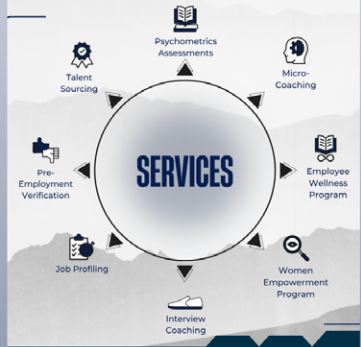 Psychometrics
Assessments
Talent
Sourcing
Micro-
Coaching
SERVICES
Pre-
Employment
Verification
Employee
Wellness
Program
Job Profiling
Women
Empowerment
Program
Interview
Coaching